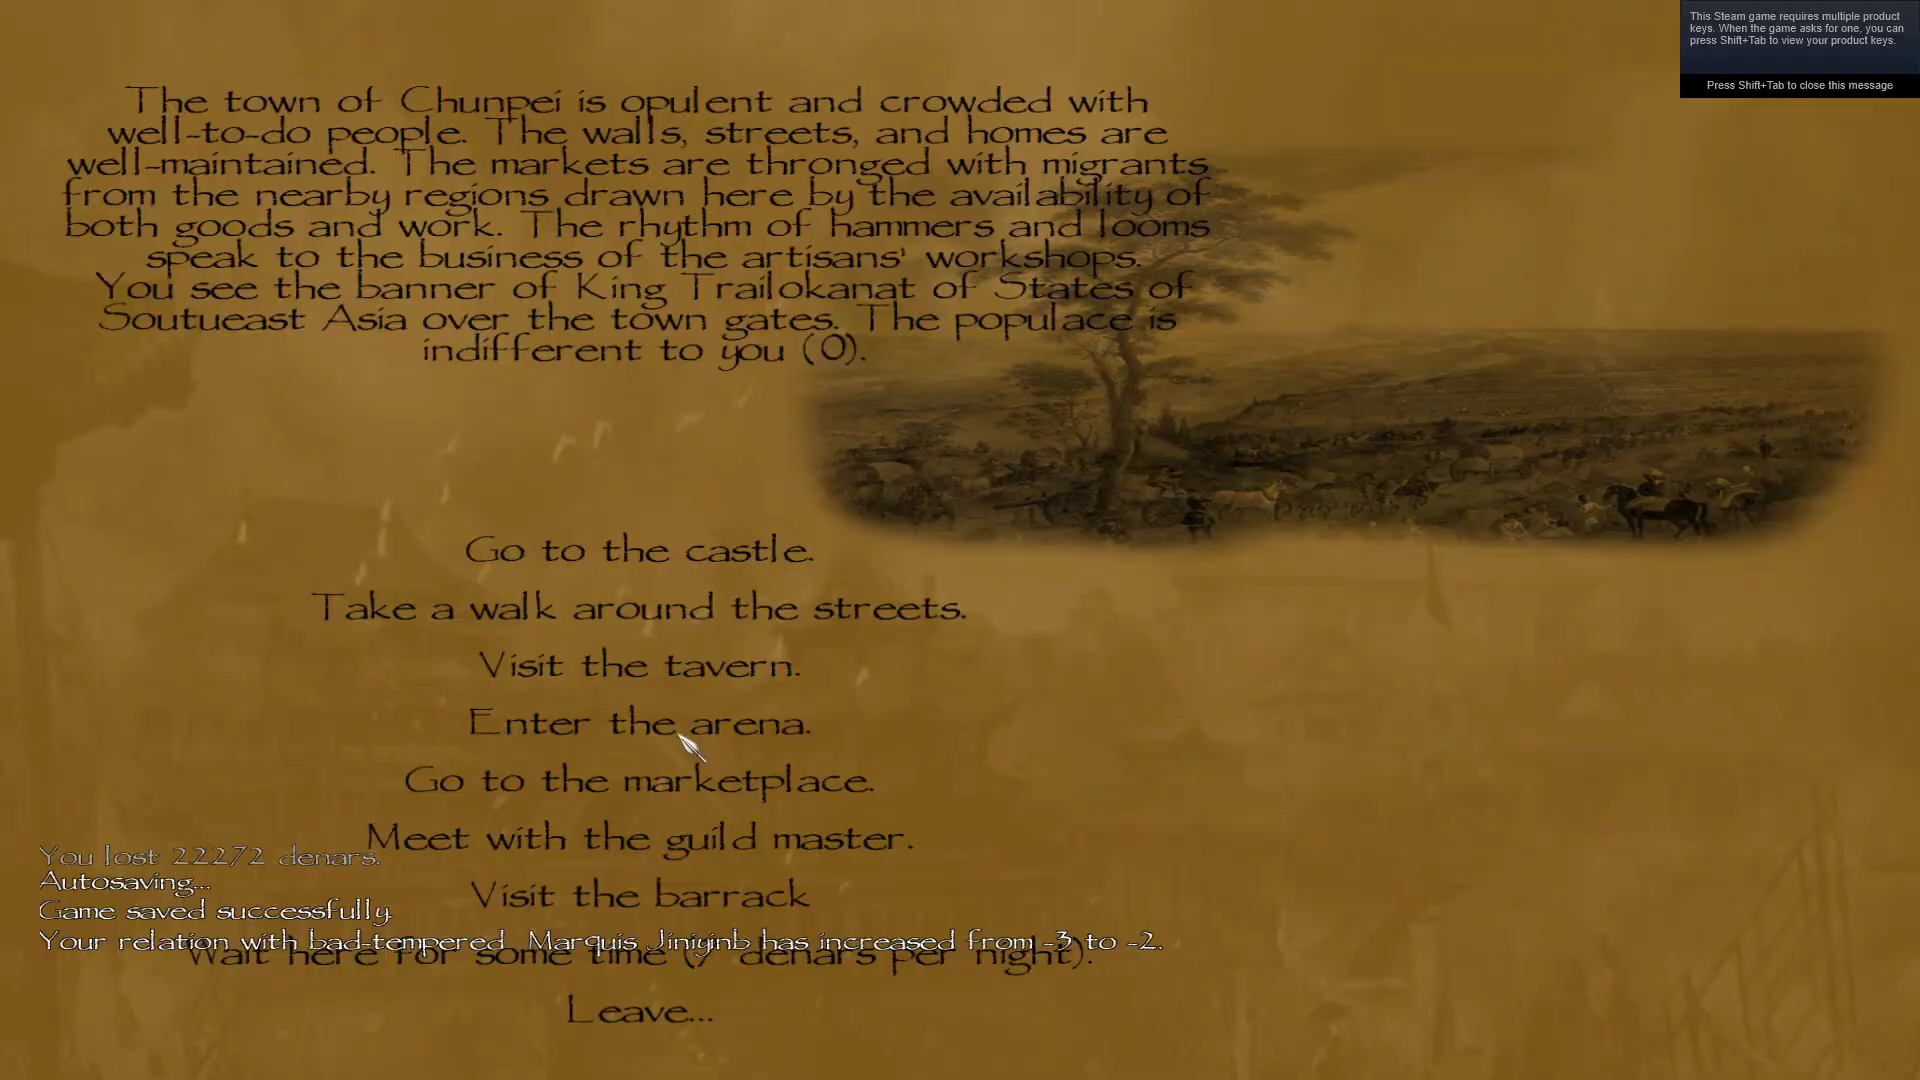 This Steam game requires multiple product
keys. When the game asks for one, you can
press Shift+Tab to view your product keys.
Press Shift+Tab to close this message
The town of Chunpei is opulent and crowded with
well-to-do people. The walls, streets, and homes are
well-maintained. The markets are thronged with migrants
from the nearby regions drawn here by the availability of
both goods and work. The rhythm of hammers and looms
speak to the business of the artisans' workshops.
You see the banner of King Trailokanat of States of
Soutueast Asia over the town gates. The populace is
indifferent to you (0).
Go to the castle.
Take a walk around the streets.
Visit the tavern.
Enter the arena.
Go to the marketplace.
Meet with the guild master.
You lost 22272 denars.
Autosaving...
Visit the barrack
Game saved successfully.
Your relation with bad-tempered Marquis Jiniyinb has increased from -3 to -2.
Wait here for some time ( denars per night).
Leave...